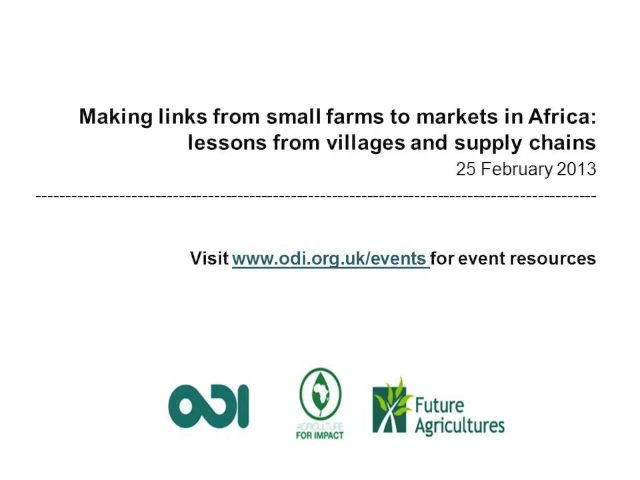 Making links from small farms to markets in Africa:
lessons from villages and supply chains
25 February 2013
-----------------------------------------------------------------------------------------------
Visit www.odi.org.uk/events for event resources
ODI
AGRICULTURE
FOR IMPACT
Future
Agricultures